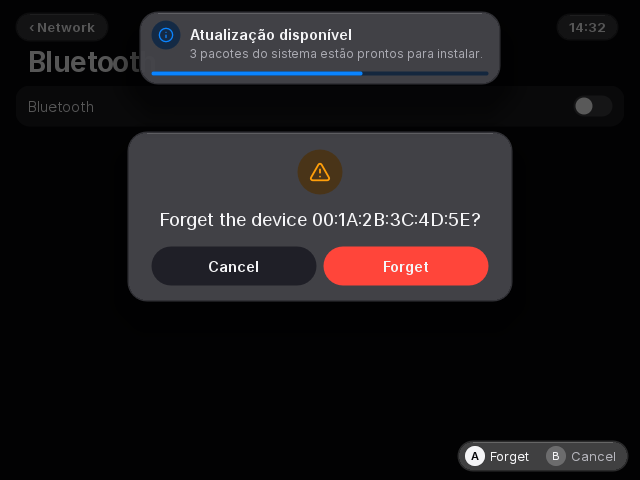 ‹ Network
14:32
Atualização disponível
3 pacotes do sistema estão prontos para instalar.
Bluetooth
Bluetooth
Forget the device 00:1A:2B:3C:4D:5E?
Cancel
Forget
A Forget
B Cancel